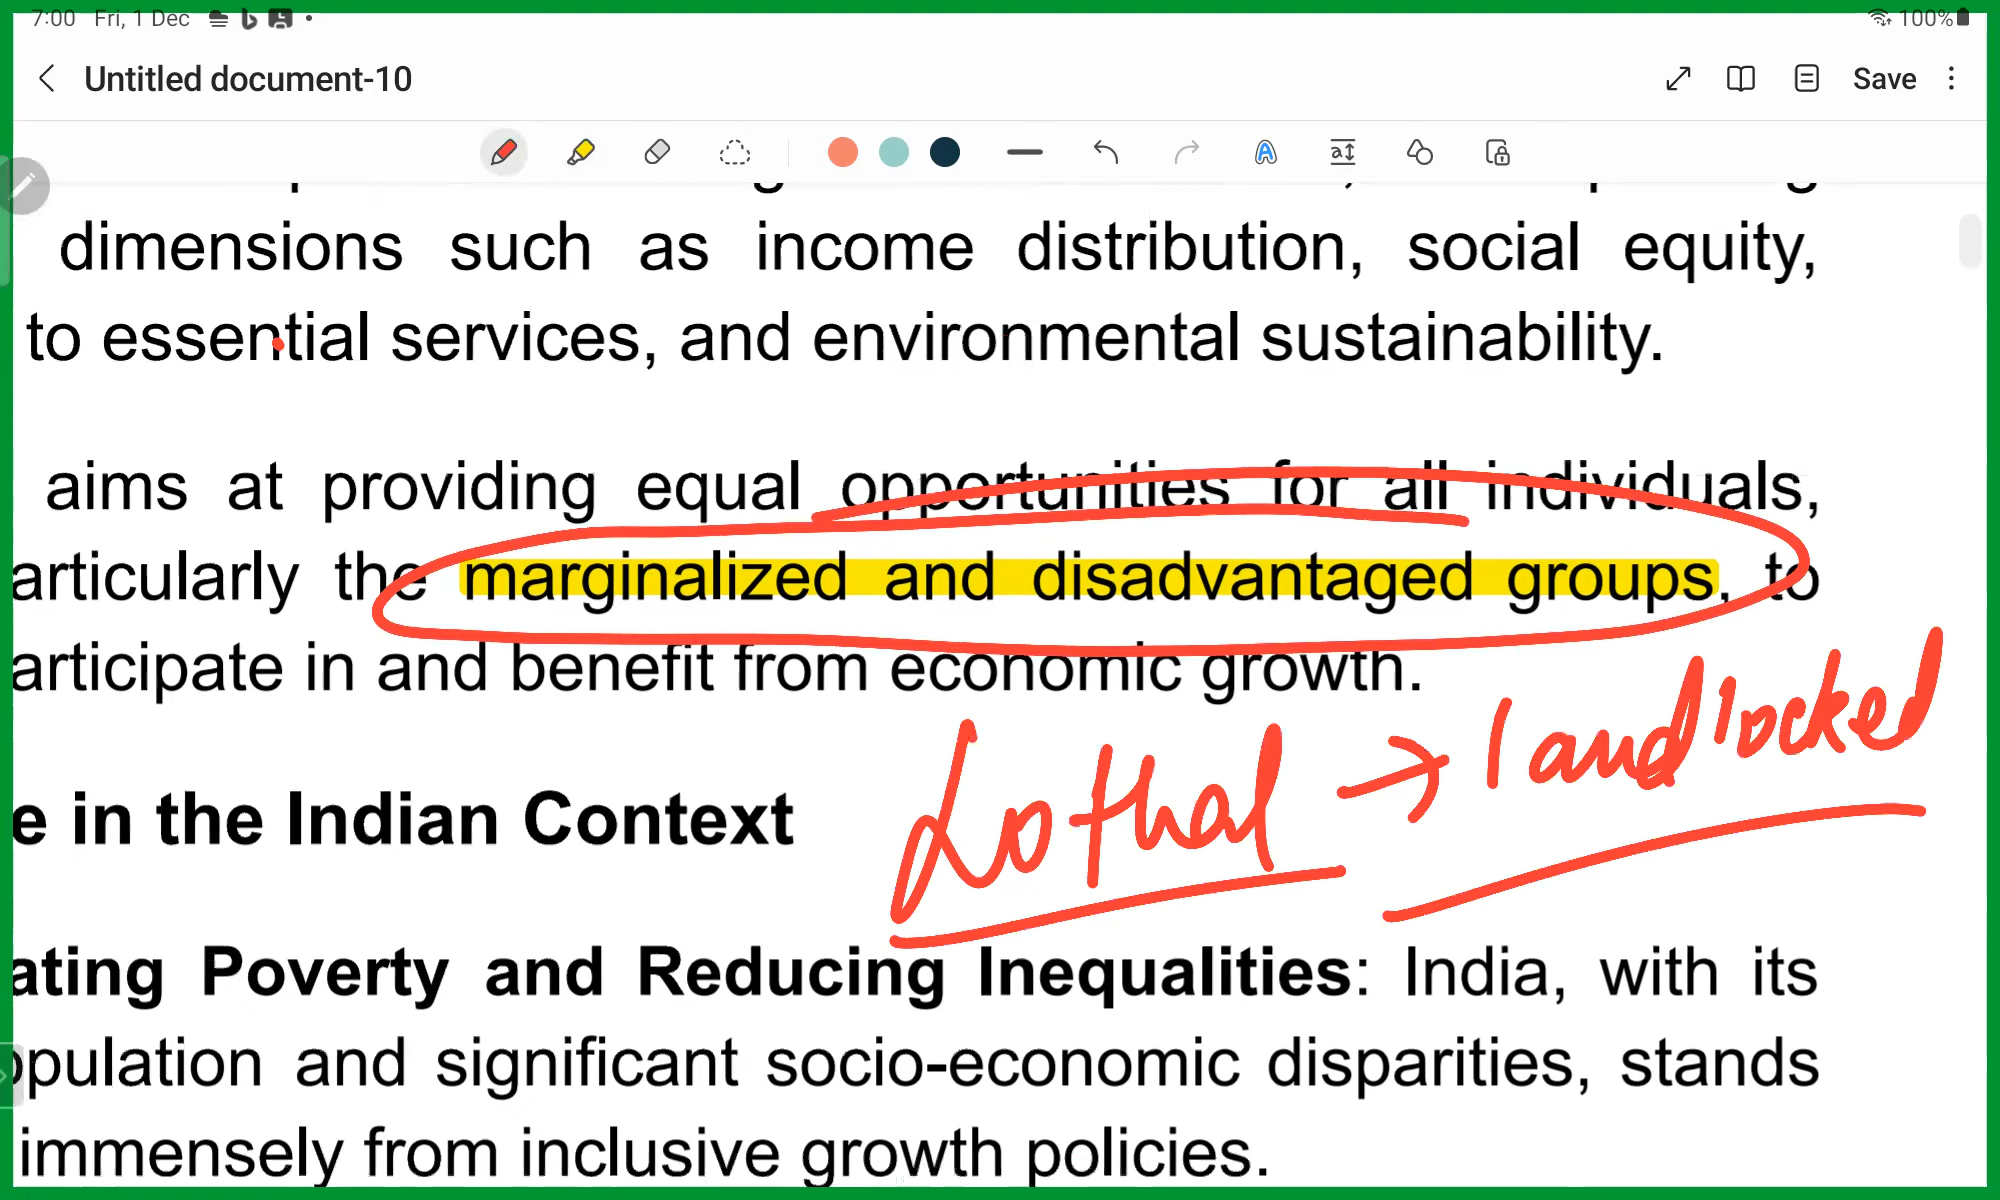 7:00 Fri, 1 Dec 100%
Untitled document-10 Save
dimensions such as income distribution, social equity,
to essential services, and environmental sustainability.
aims at providing equal opportunities for all individuals,
articularly the marginalized and disadvantaged groups, to
articipate in and benefit from economic growth.
Lothal → landlocked
e in the Indian Context
ating Poverty and Reducing Inequalities: India, with its
opulation and significant socio-economic disparities, stands
immensely from inclusive growth policies.